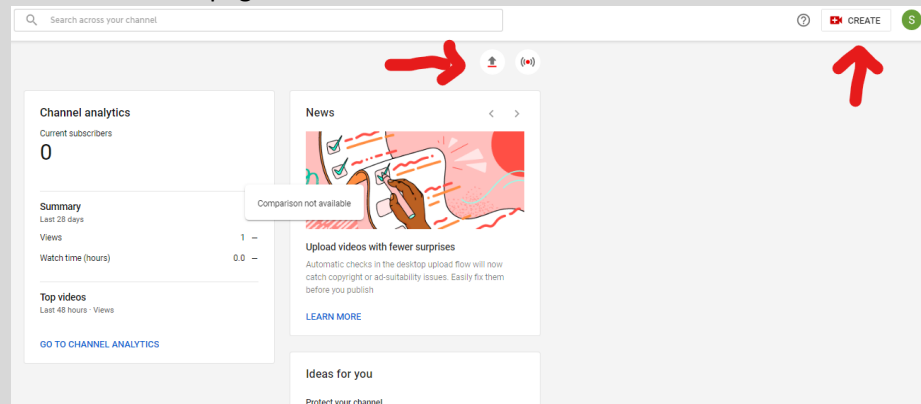 Search across your channel
CREATE
S
Channel analytics
Current subscribers
0
Summary
Last 28 days
Views 1 –
Watch time (hours) 0.0 –
Top videos
Last 48 hours · Views
GO TO CHANNEL ANALYTICS
Comparison not available
News
Upload videos with fewer surprises
Automatic checks in the desktop upload flow will now
catch copyright or ad-suitability issues. Easily fix them
before you publish
LEARN MORE
Ideas for you
Protect your channel